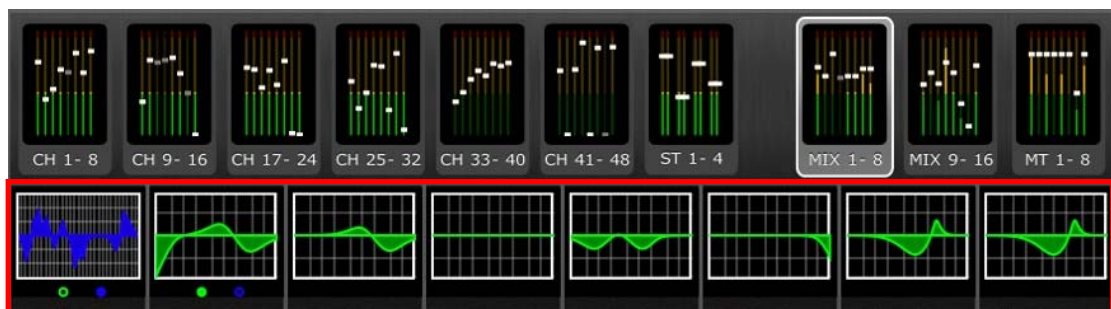 CH 1- 8 CH 9- 16 CH 17- 24 CH 25- 32 CH 33- 40 CH 41- 48 ST 1- 4 MIX 1- 8 MIX 9- 16 MT 1- 8